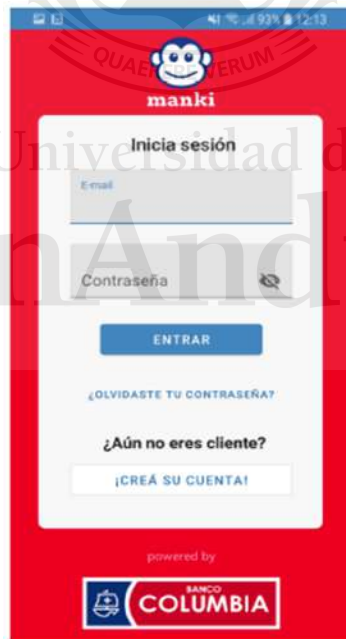 93% 12:13
QUAERERE VERUM
manki
Inicia sesión
Universidad d
E-mail
nAnd
Contraseña
ENTRAR
¿OLVIDASTE TU CONTRASEÑA?
¿Aún no eres cliente?
¡CREÁ SU CUENTA!
powered by
BANCO
COLUMBIA